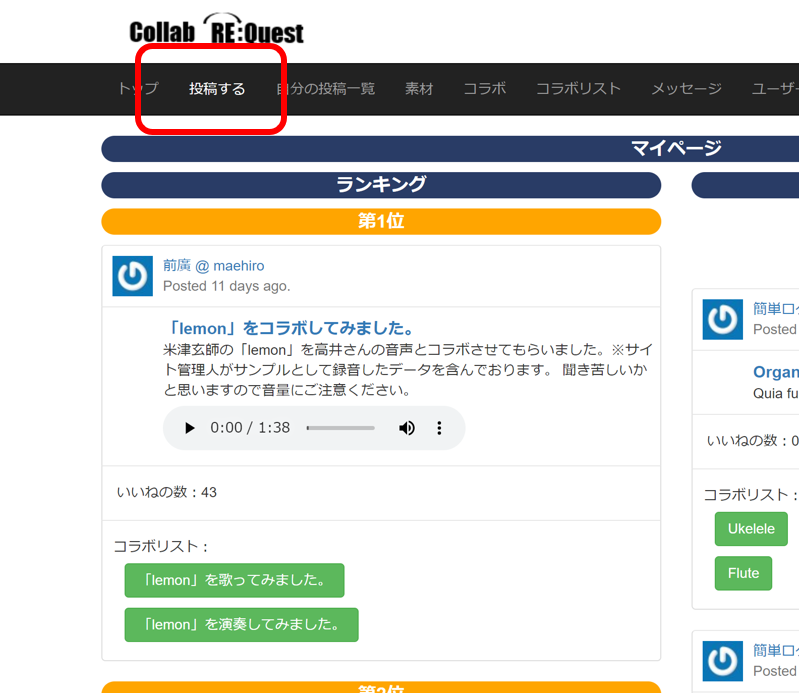 Collab RE:Quest
トップ 投稿する 自分の投稿一覧 素材 コラボ コラボリスト メッセージ ユーザー
マイページ
ランキング
第1位
前廣 @ maehiro
Posted 11 days ago.
「lemon」をコラボしてみました。
米津玄師の「lemon」を高井さんの音声とコラボさせてもらいました。※サイ
ト管理人がサンプルとして録音したデータを含んでおります。 聞き苦しいか
と思いますので音量にご注意ください。
0:00 / 1:38
いいねの数：43
コラボリスト：
「lemon」を歌ってみました。
「lemon」を演奏してみました。
第2位
簡単ログ
Posted
Organ
Quia fu
いいねの数：0
コラボリスト：
Ukelele
Flute
簡単ログ
Posted